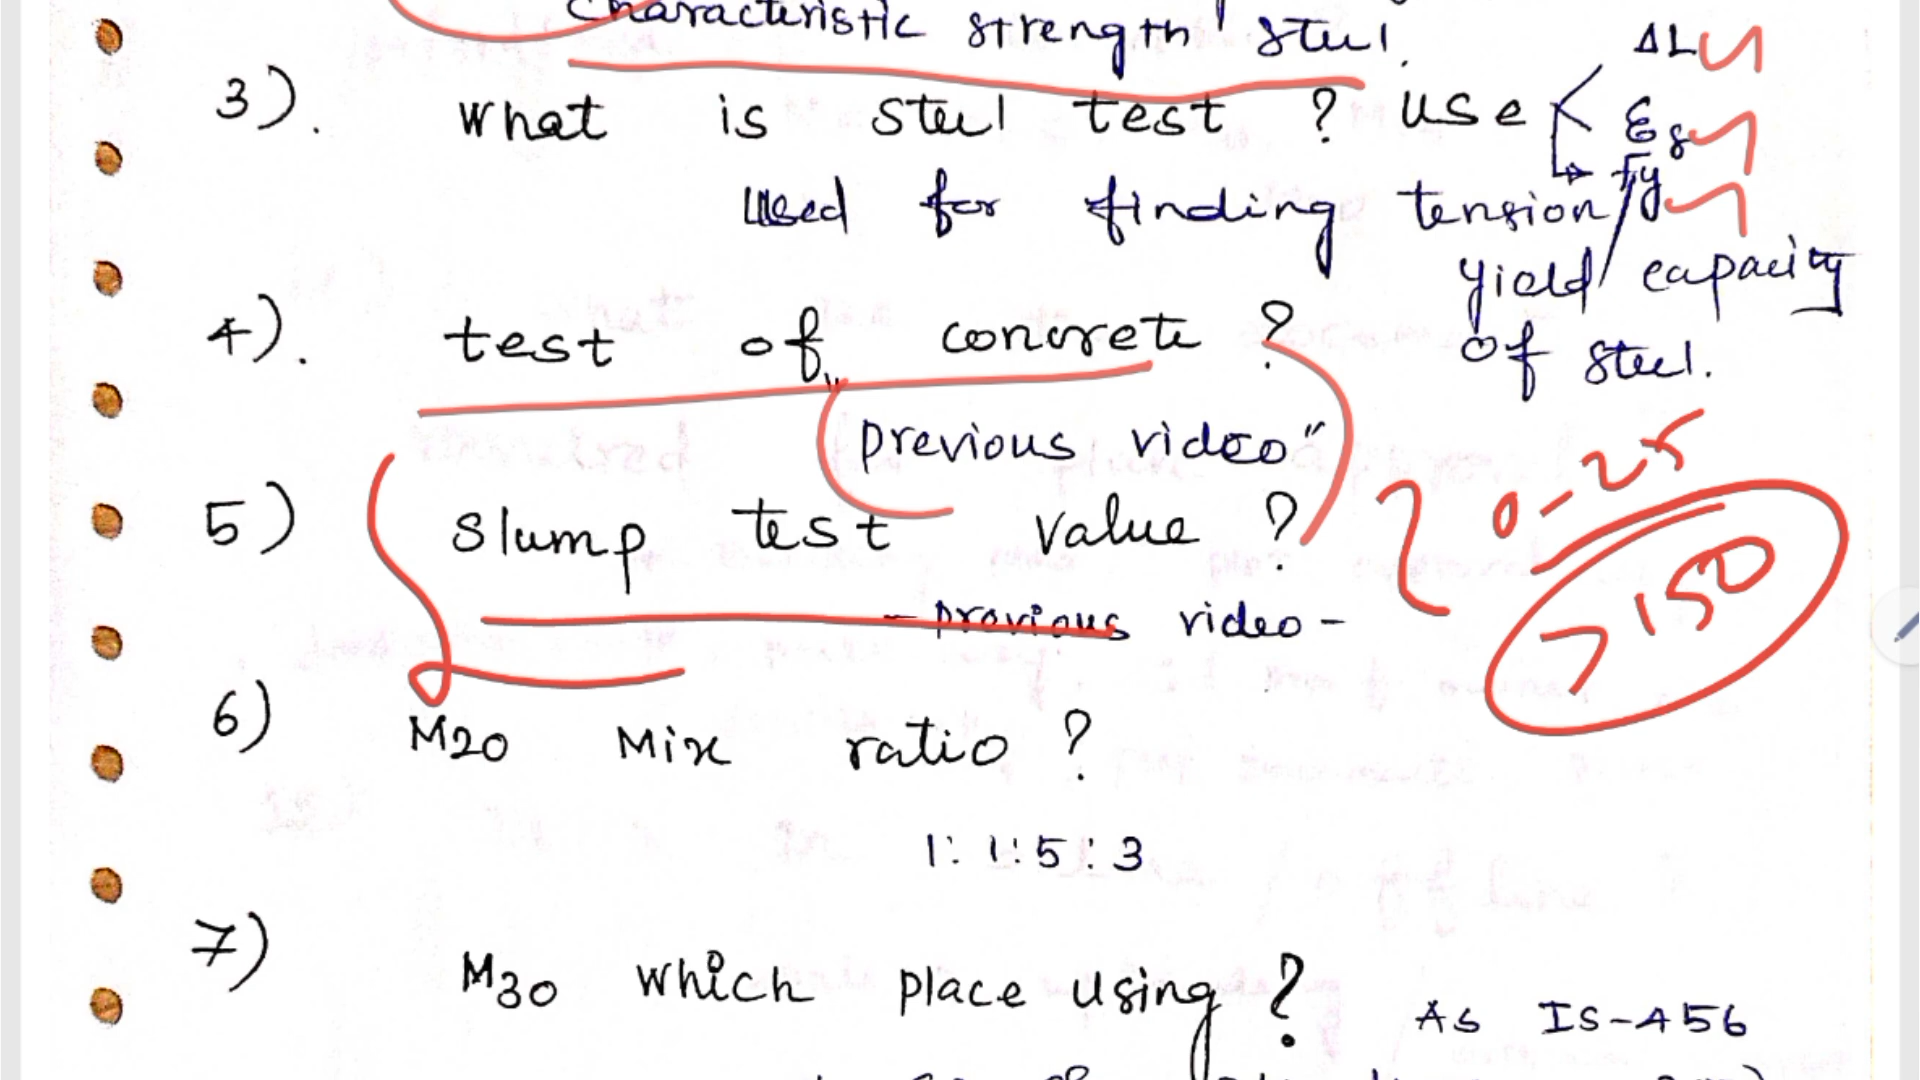 Characteristic strength steel.
ΔL
3). What is steel test ? use
Es
fy
used for finding tension/
yield capacity
of steel.
4). test of concrete ?
"previous video"
0-25
5) Slump test value ?
>150
- previous video -
6) M20 Mix ratio ?
1:1.5:3
7) M30 which place using ?
As IS-456